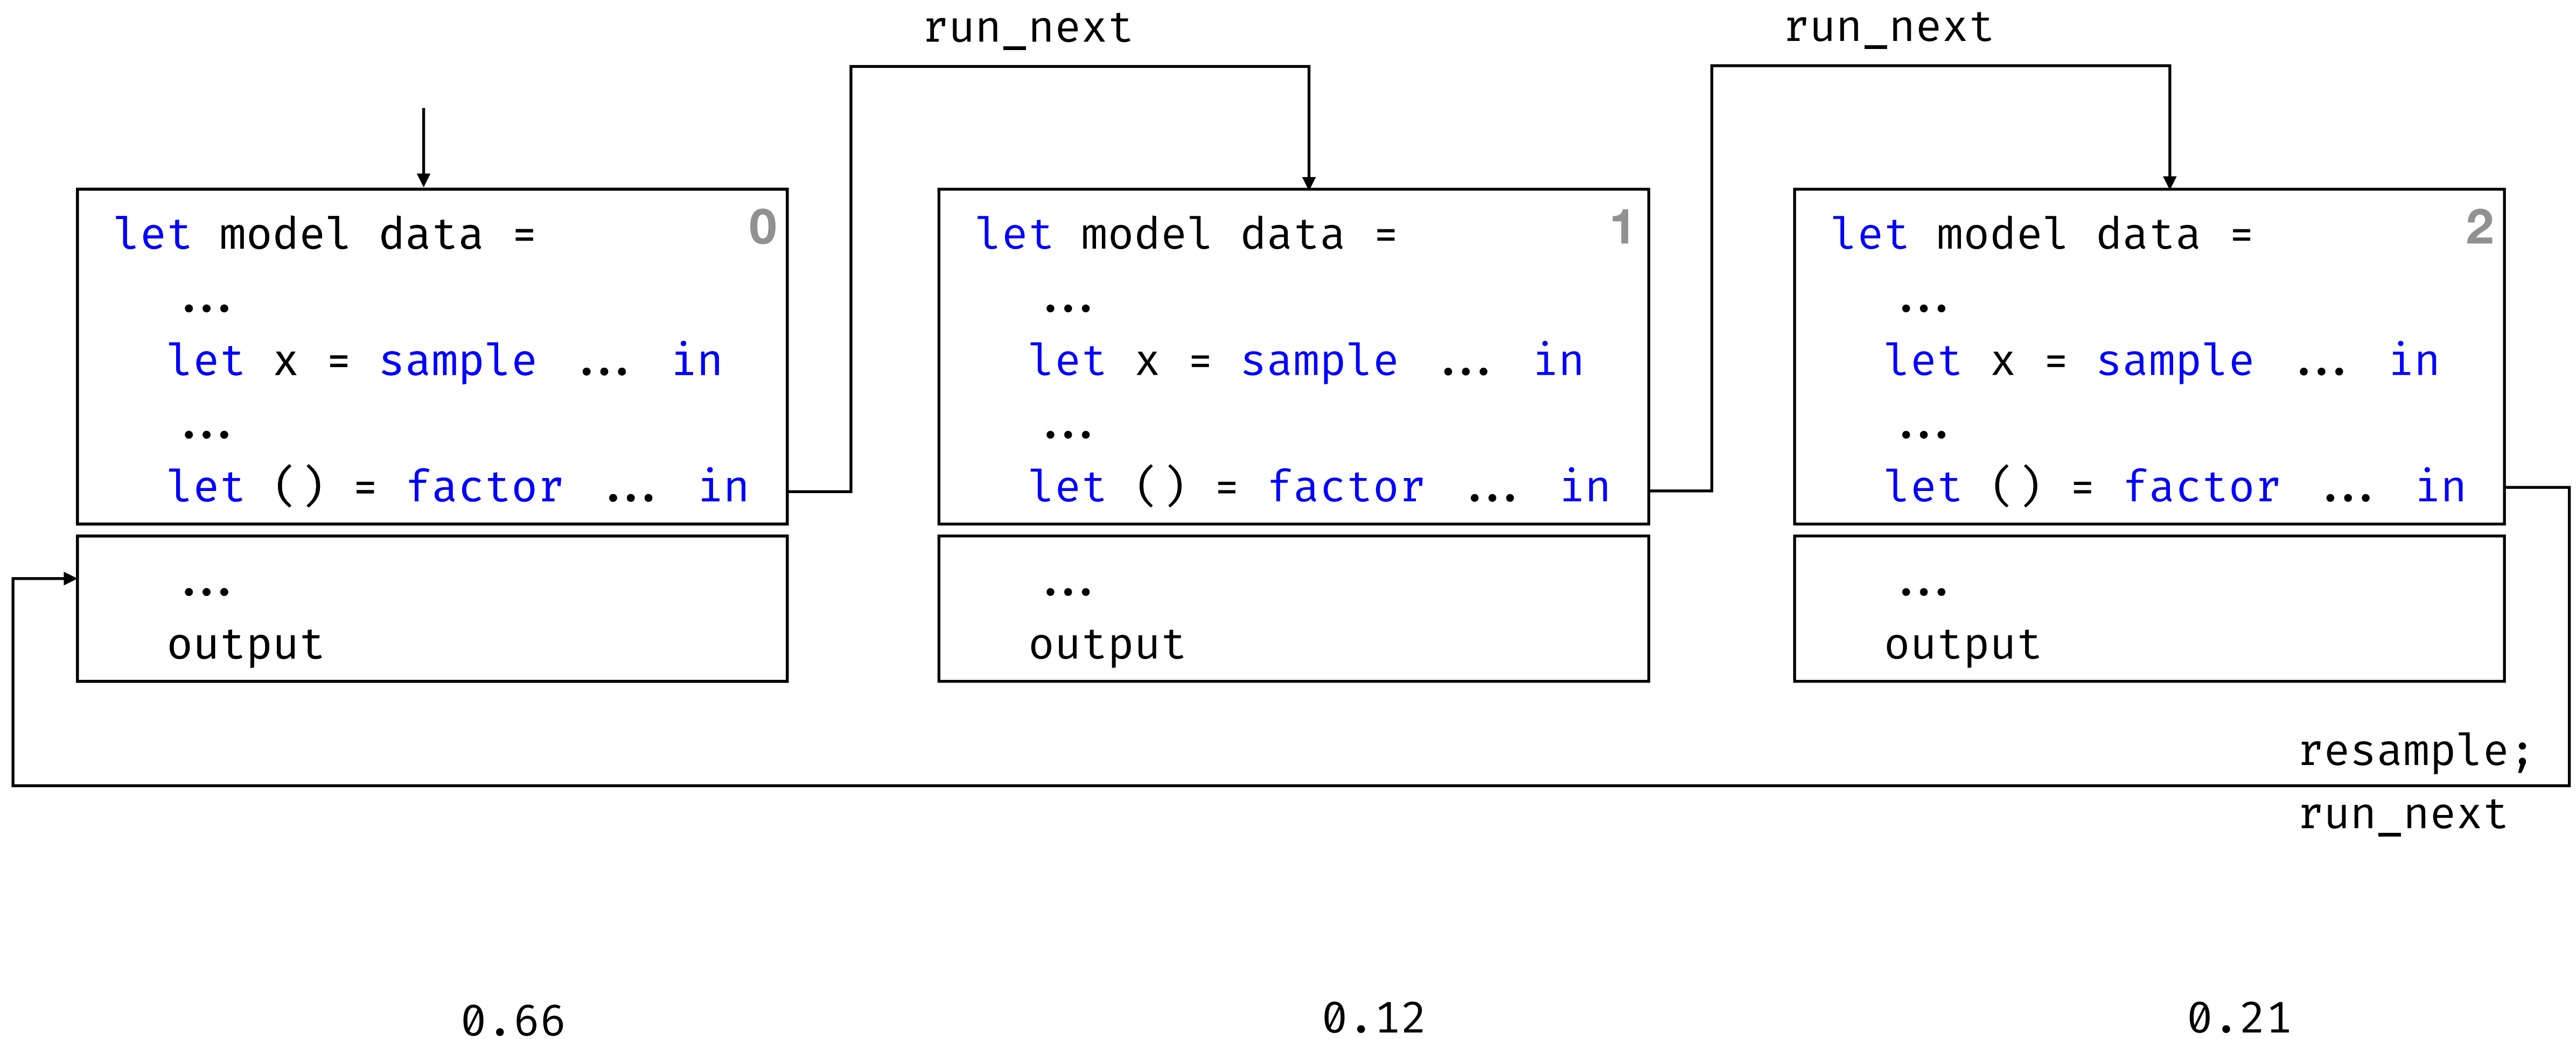 run_next
run_next
let model data = 0
...
let x = sample ... in
...
let () = factor ... in
...
output
let model data = 1
...
let x = sample ... in
...
let () = factor ... in
...
output
let model data = 2
...
let x = sample ... in
...
let () = factor ... in
...
output
resample;
run_next
0.66
0.12
0.21